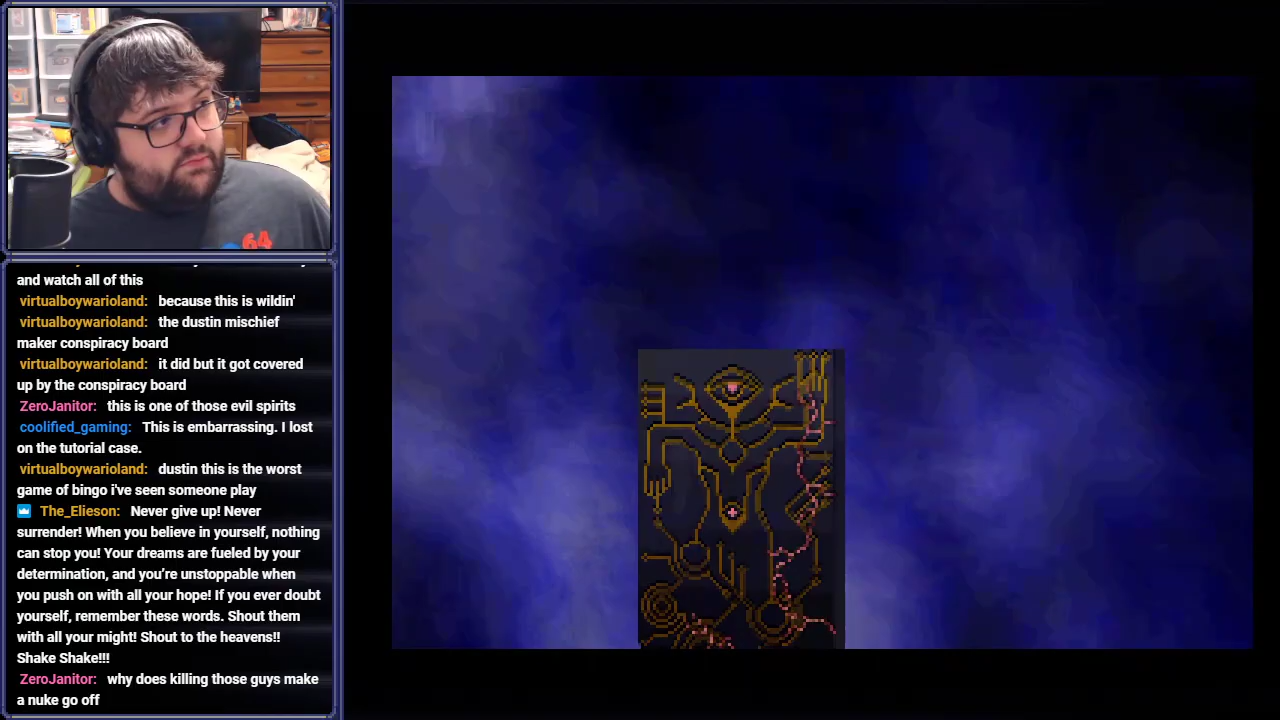 64
and watch all of this
virtualboywarioland: because this is wildin'
virtualboywarioland: the dustin mischief
maker conspiracy board
virtualboywarioland: it did but it got covered
up by the conspiracy board
ZeroJanitor: this is one of those evil spirits
coolified_gaming: This is embarrassing. I lost
on the tutorial case.
virtualboywarioland: dustin this is the worst
game of bingo i've seen someone play
The_Elieson: Never give up! Never
surrender! When you believe in yourself, nothing
can stop you! Your dreams are fueled by your
determination, and you’re unstoppable when
you push on with all your hope! If you ever doubt
yourself, remember these words. Shout them
with all your might! Shout to the heavens!!
Shake Shake!!!
ZeroJanitor: why does killing those guys make
a nuke go off